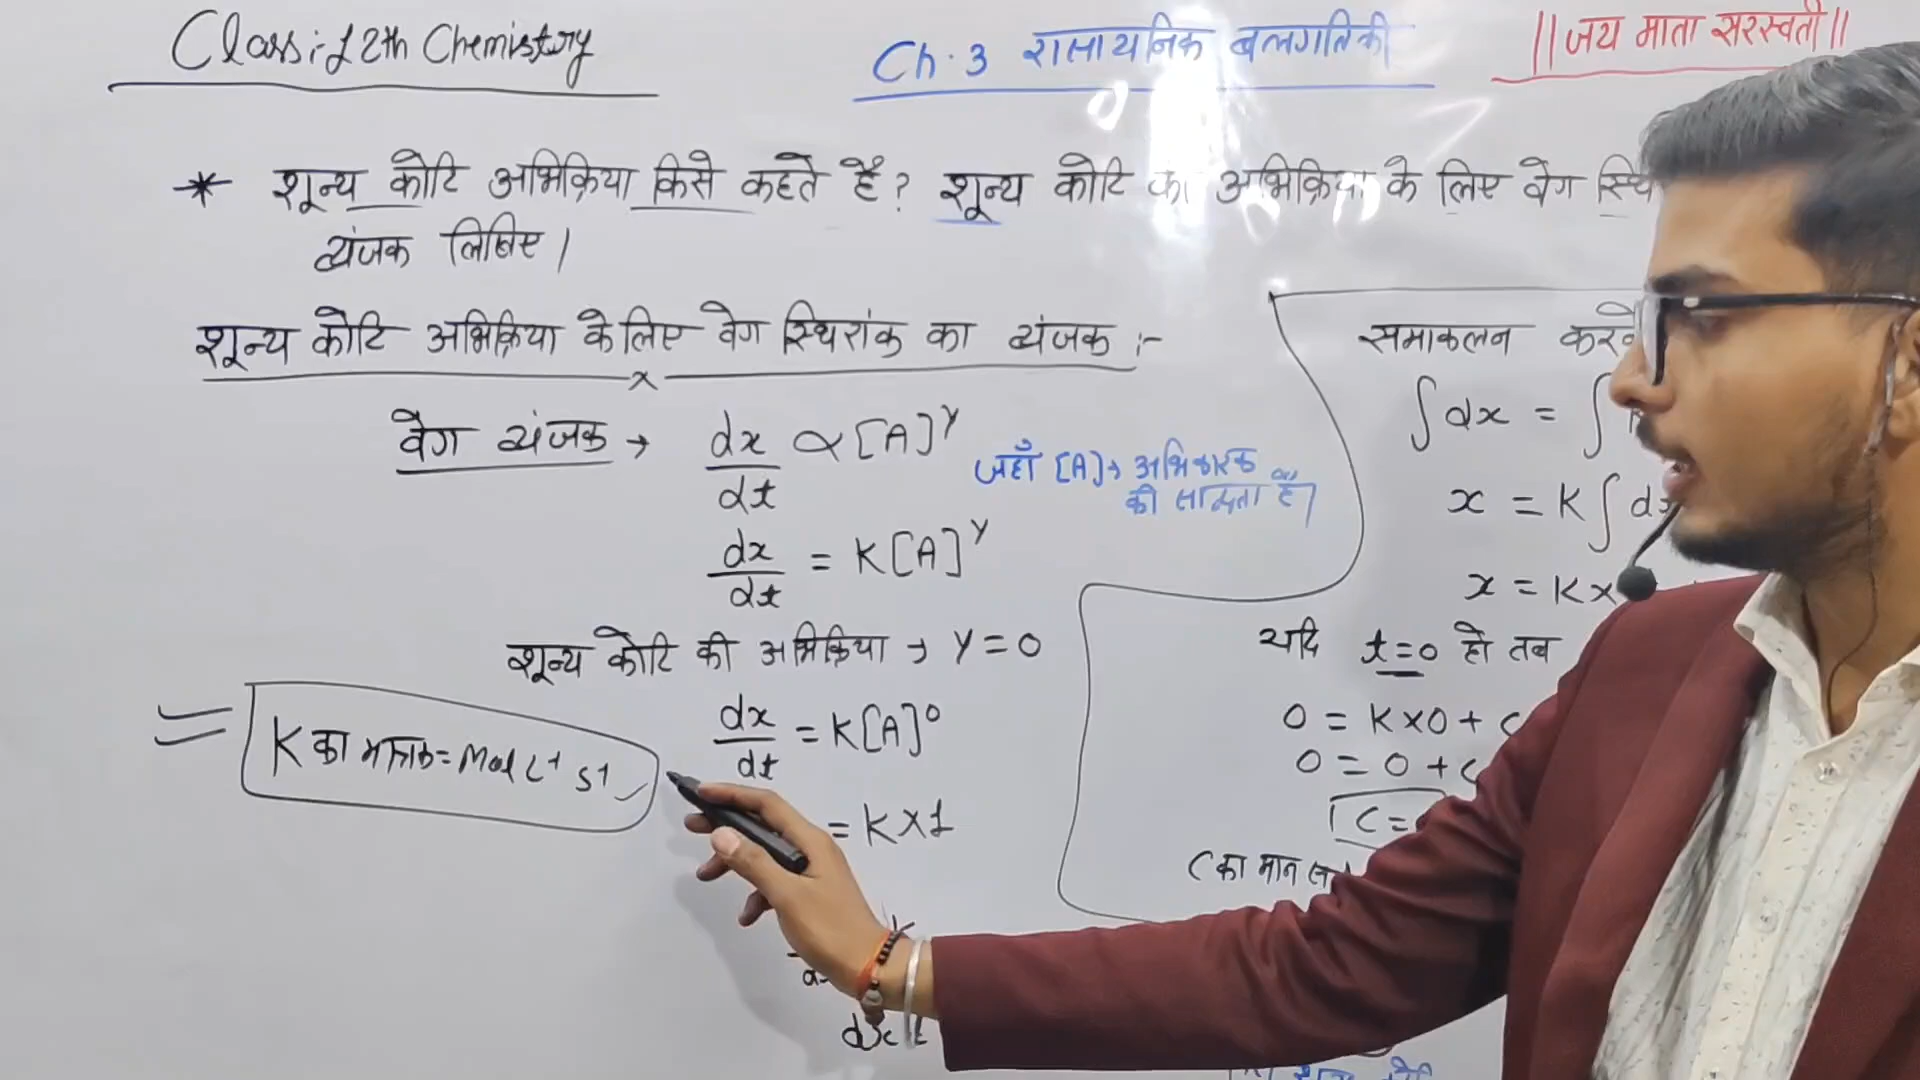 Class:-12th Chemistry
Ch.3 रासायनिक बलगतिकी
||जय माता सरस्वती||
* शून्य कोटि अभिक्रिया किसे कहते है? शून्य कोटि का अभिक्रिया के लिए वेग
व्यंजक लिखिए।
शून्य कोटि अभिक्रिया के लिए वेग स्थिरांक का व्यंजक :-
वेग व्यंजक → dx/dt ∝ [A]^y
जहाँ [A] → अभिकारक
की सान्द्रता है।
dx/dt = K[A]^y
शून्य कोटि की अभिक्रिया → y = 0
dx/dt = K[A]^0
= K×1
K का मात्रक = Mol L⁻¹ S⁻¹
समाकलन
∫dx = ∫
x = K∫
x = K×
यदि t=0 हो तब
0 = K×0 + C
0 = 0 + C
C=
C का मान